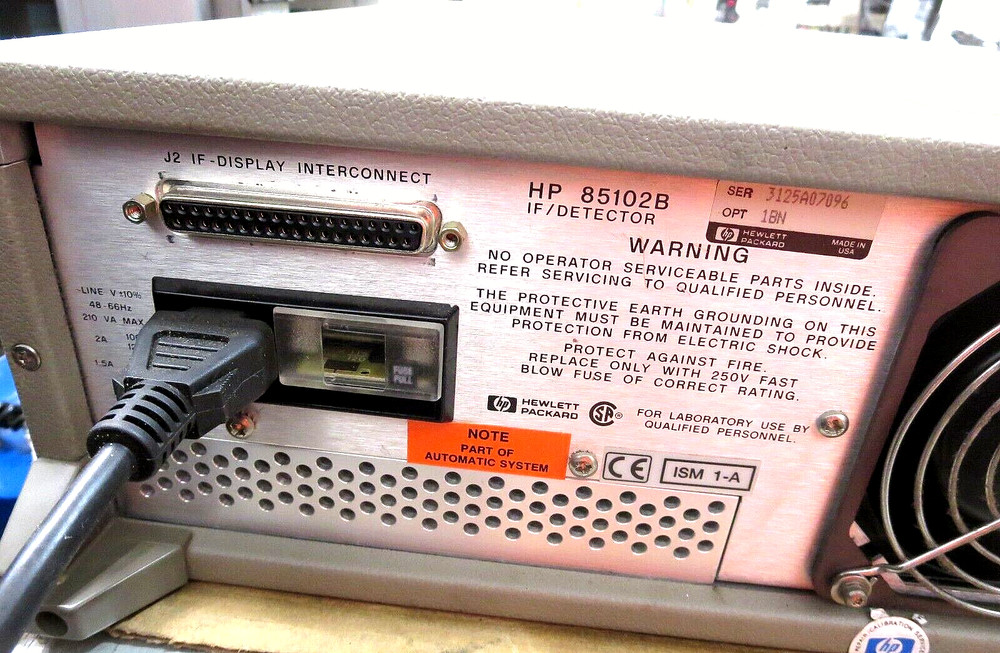 J2 IF-DISPLAY INTERCONNECT
HP 85102B
IF/DETECTOR
SER 3125A07096
OPT 1BN
hp HEWLETT
PACKARD
MADE IN
USA
WARNING
NO OPERATOR SERVICEABLE PARTS INSIDE.
REFER SERVICING TO QUALIFIED PERSONNEL.
THE PROTECTIVE EARTH GROUNDING ON THIS
EQUIPMENT MUST BE MAINTAINED TO PROVIDE
PROTECTION FROM ELECTRIC SHOCK.
PROTECT AGAINST FIRE.
REPLACE ONLY WITH 250V FAST
BLOW FUSE OF CORRECT RATING.
LINE V ±10%
48-66Hz
210 VA MAX
2A
1.5A
FUSE
PULL
hp HEWLETT
PACKARD
FOR LABORATORY USE BY
QUALIFIED PERSONNEL.
NOTE
PART OF
AUTOMATIC SYSTEM
CE
ISM 1-A
hp